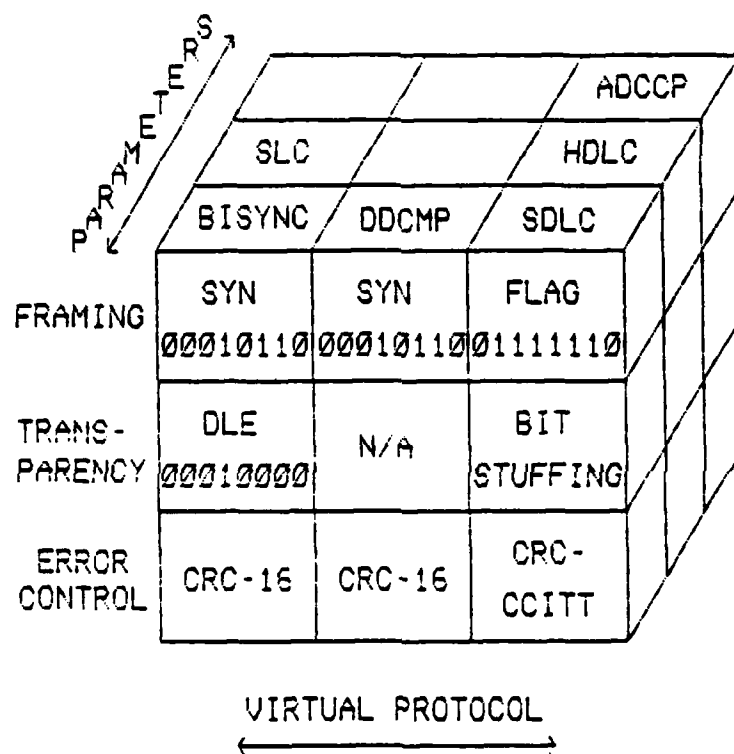 PARAMETERS
ADCCP
SLC HDLC
BISYNC DDCMP SDLC
FRAMING SYN SYN FLAG
00010110 00010110 01111110
TRANS- DLE N/A BIT
PARENCY 00010000 STUFFING
ERROR CRC-16 CRC-16 CRC-
CONTROL CCITT
VIRTUAL PROTOCOL